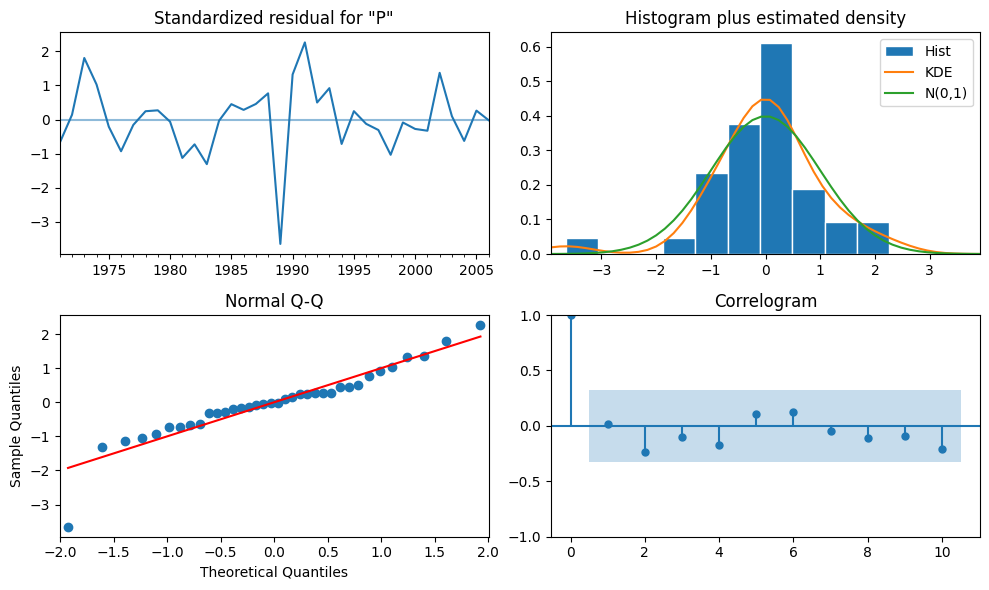 Standardized residual for "P"
2
1
0
−1
−2
−3
1975 1980 1985 1990 1995 2000 2005
Histogram plus estimated density
0.6
0.5
0.4
0.3
0.2
0.1
0.0
−3 −2 −1 0 1 2 3
Hist
KDE
N(0,1)
Normal Q-Q
Sample Quantiles
2
1
0
−1
−2
−3
−2.0 −1.5 −1.0 −0.5 0.0 0.5 1.0 1.5 2.0
Theoretical Quantiles
Correlogram
1.0
0.5
0.0
−0.5
−1.0
0 2 4 6 8 10